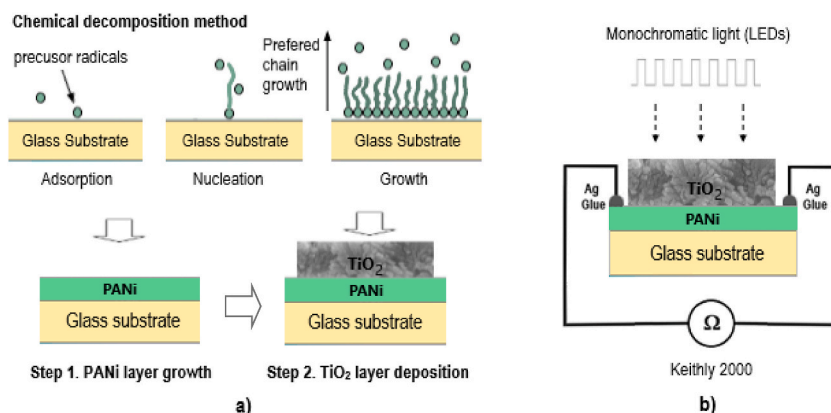 Chemical decomposition method
precusor radicals
Prefered
chain
growth
Glass Substrate
Glass Substrate
Glass Substrate
Adsorption
Nucleation
Growth
TiO₂
PANi
PANi
Glass substrate
Glass substrate
Step 1. PANi layer growth
Step 2. TiO₂ layer deposition
a)
Monochromatic light (LEDs)
Ag
Glue
TiO₂
Ag
Glue
PANi
Glass substrate
Ω
Keithly 2000
b)